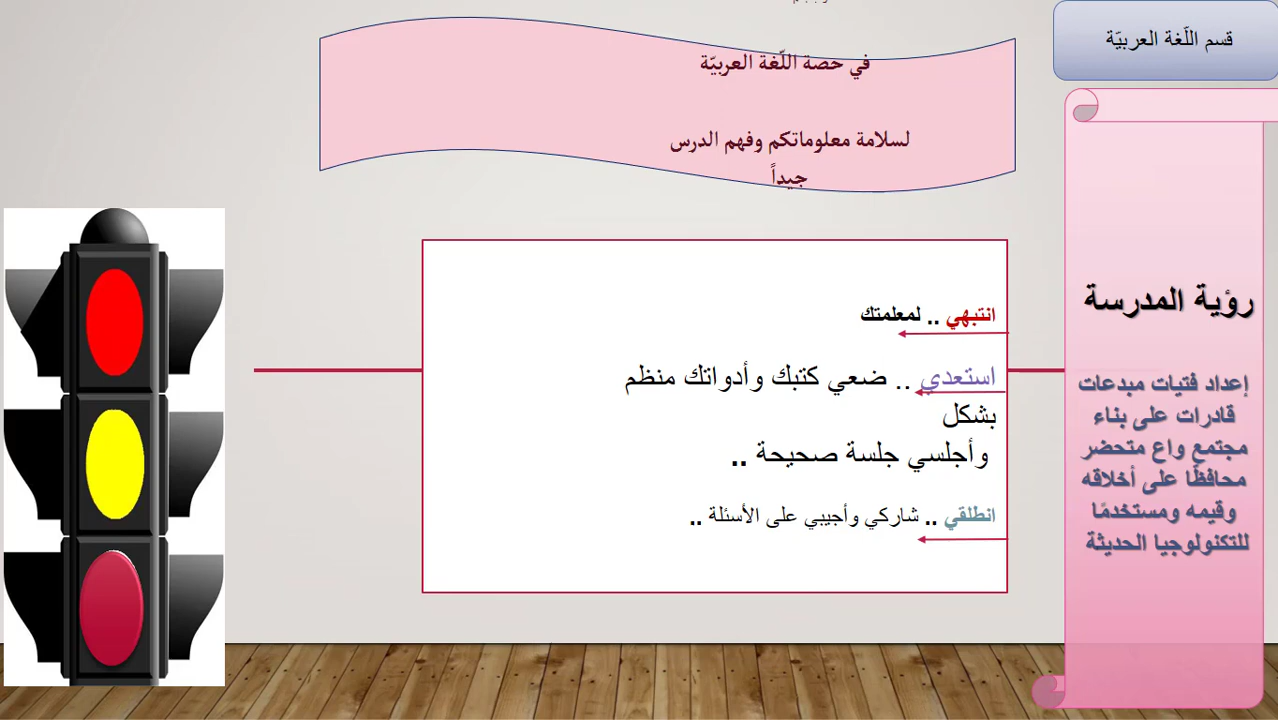 قسم اللّغة العربيّة
في حصة اللّغة العربيّة
لسلامة معلوماتكم وفهم الدرس
جيداً
انتبهي .. لمعلمتك
استعدي .. ضعي كتبك وأدواتك منظم
بشكل
وأجلسي جلسة صحيحة ..
انطلقي .. شاركي وأجيبي على الأسئلة ..
رؤية المدرسة
إعداد فتيات مبدعات
قادرات على بناء
مجتمع واع متحضر
محافظًا على أخلاقه
وقيمه ومستخدمًا
للتكنولوجيا الحديثة